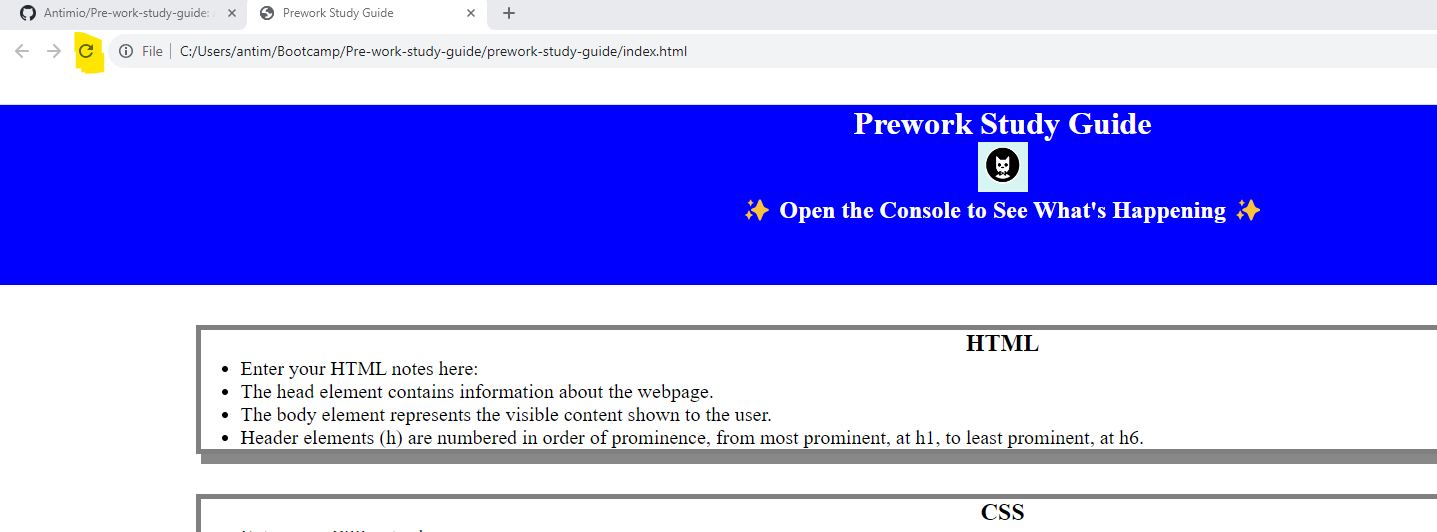 Antimio/Pre-work-study-guide:
Prework Study Guide
File
C:/Users/antim/Bootcamp/Pre-work-study-guide/prework-study-guide/index.html
Prework Study Guide
✨ Open the Console to See What's Happening ✨
HTML
• Enter your HTML notes here:
• The head element contains information about the webpage.
• The body element represents the visible content shown to the user.
• Header elements (h) are numbered in order of prominence, from most prominent, at h1, to least prominent, at h6.
CSS